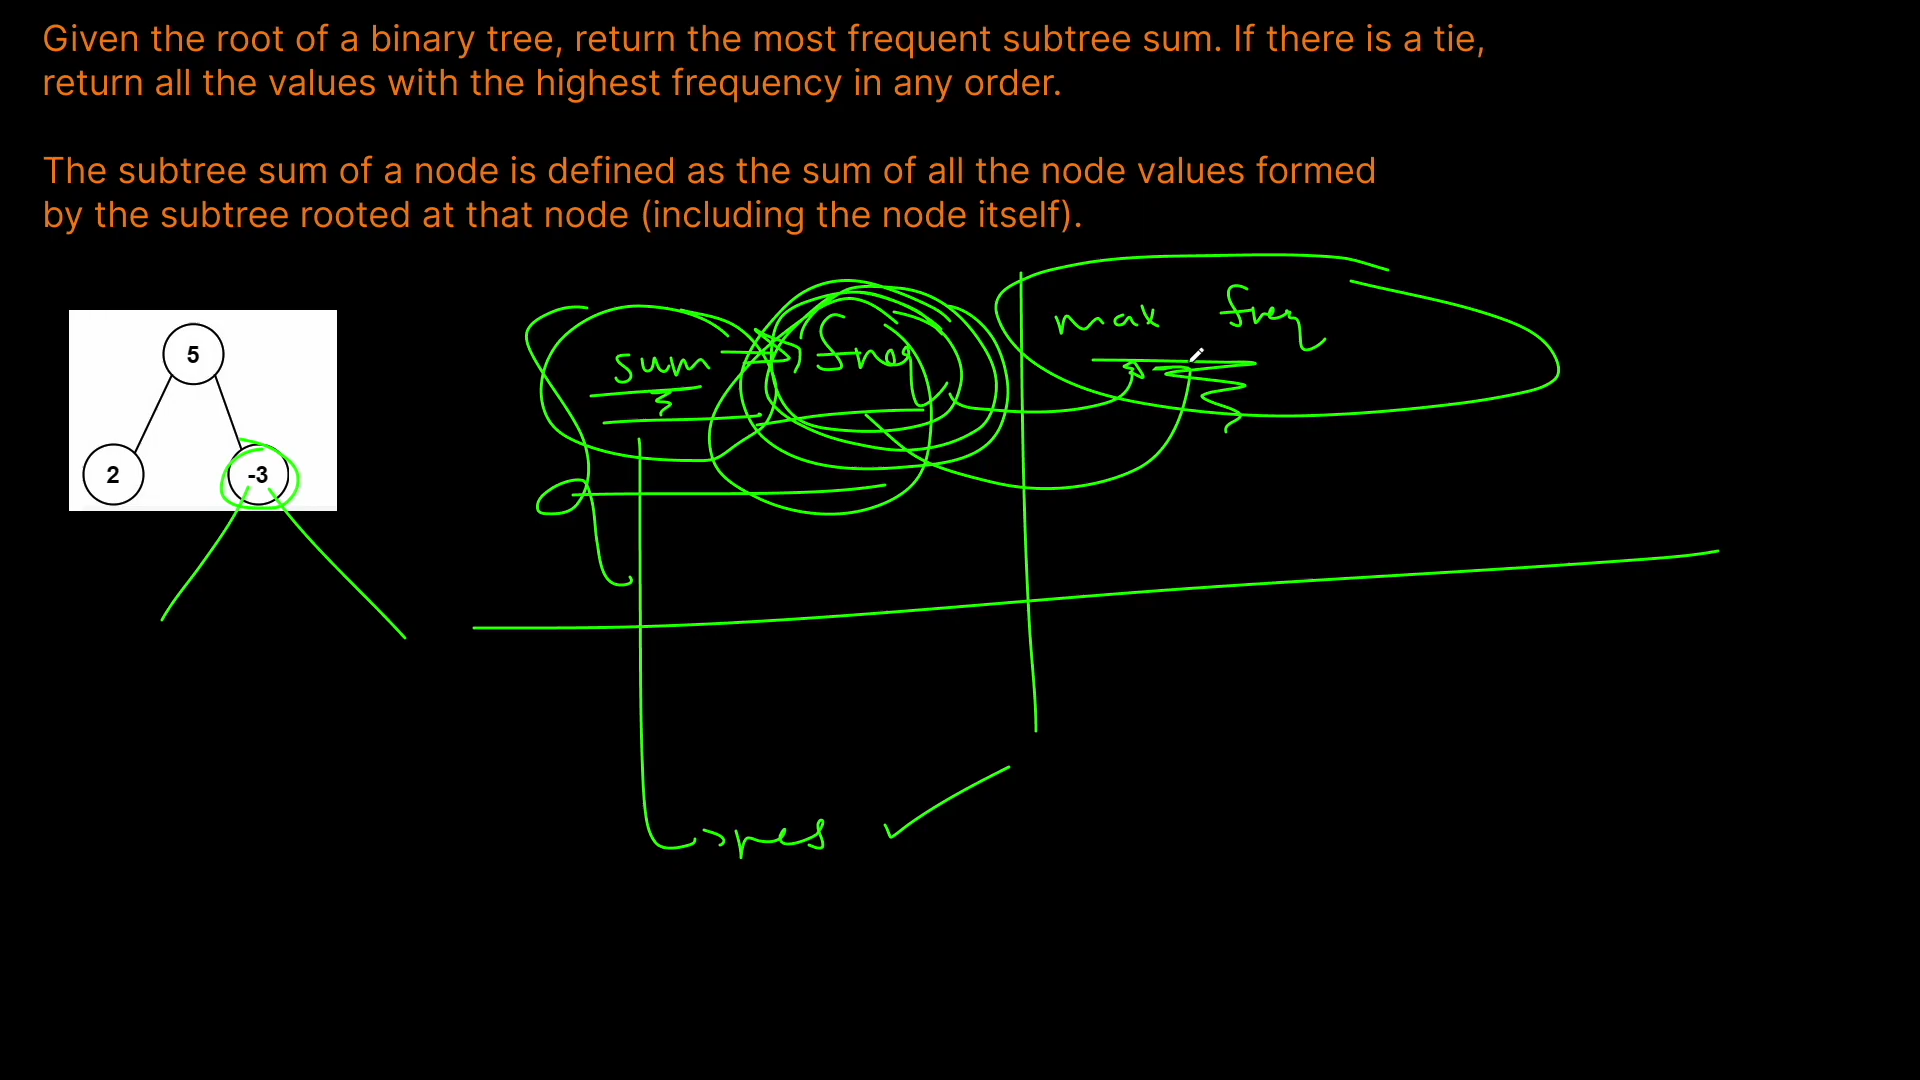 Given the root of a binary tree, return the most frequent subtree sum. If there is a tie,
return all the values with the highest frequency in any order.
The subtree sum of a node is defined as the sum of all the node values formed
by the subtree rooted at that node (including the node itself).
max freq
sum freq
5
2 -3
res